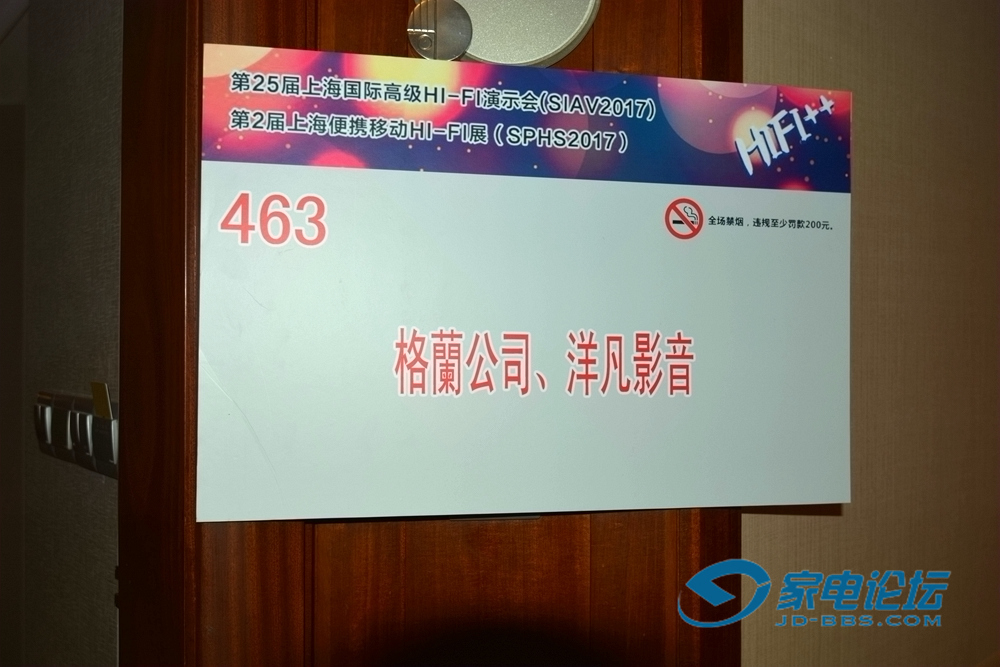 第25届上海国际高级HI-FI演示会(SIAV2017)
第2届上海便携移动HI-FI展（SPHS2017）
HIFI++
463
全场禁烟，违规至少罚款200元。
格蘭公司、洋凡影音
家电论坛
JD-BBS.COM